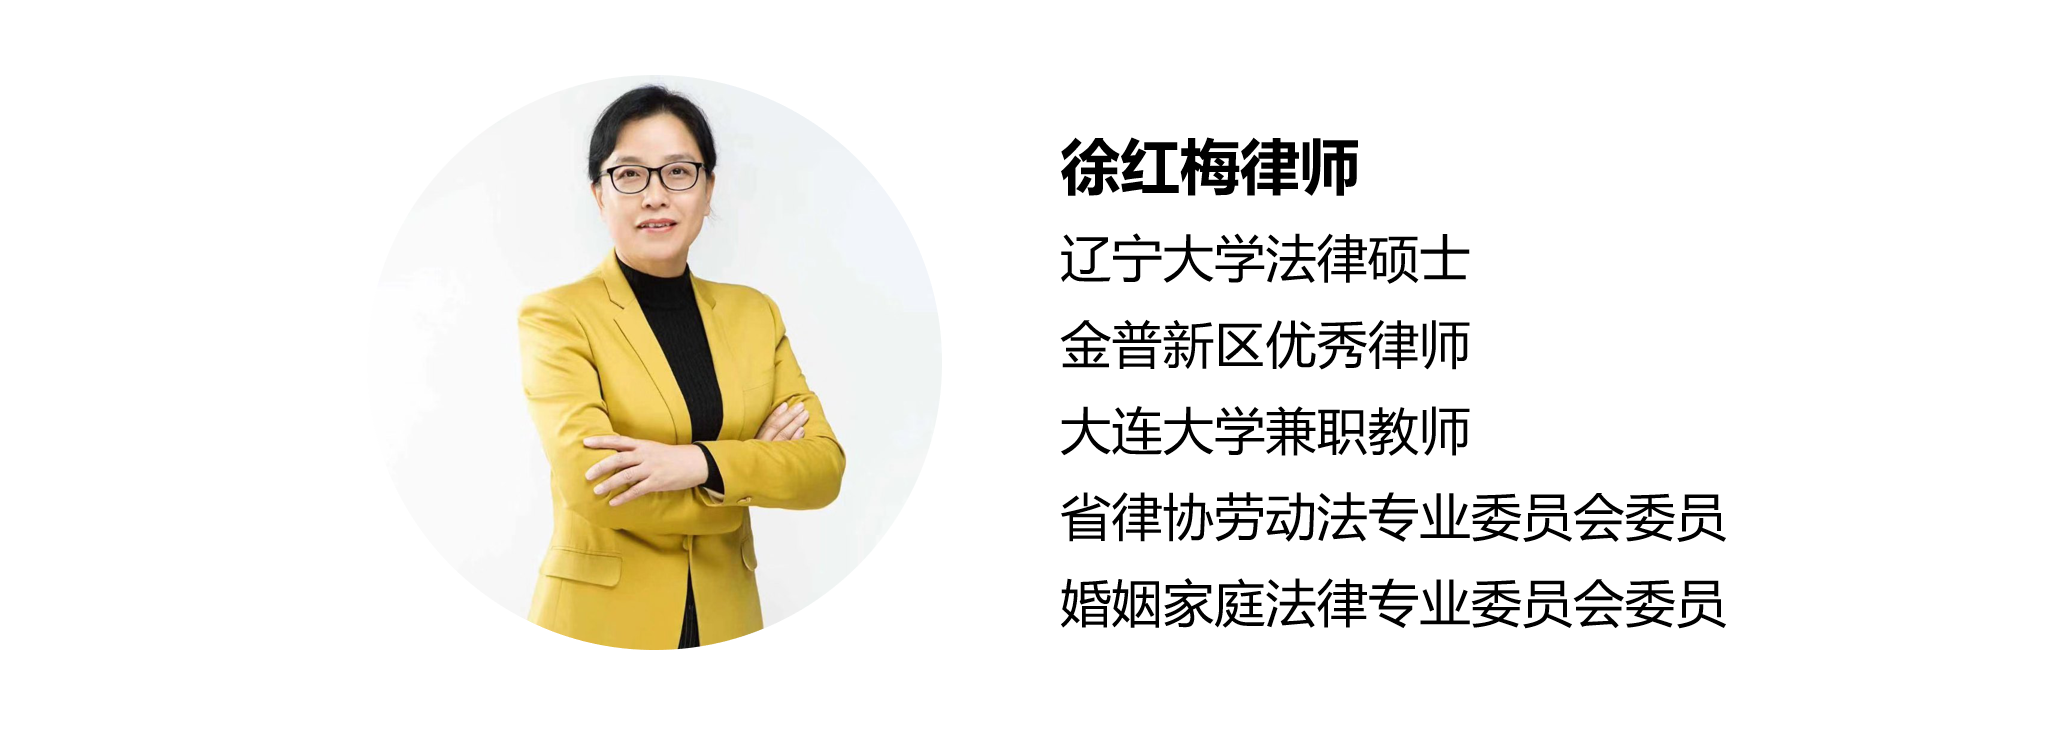 徐红梅律师
辽宁大学法律硕士
金普新区优秀律师
大连大学兼职教师
省律协劳动法专业委员会委员
婚姻家庭法律专业委员会委员